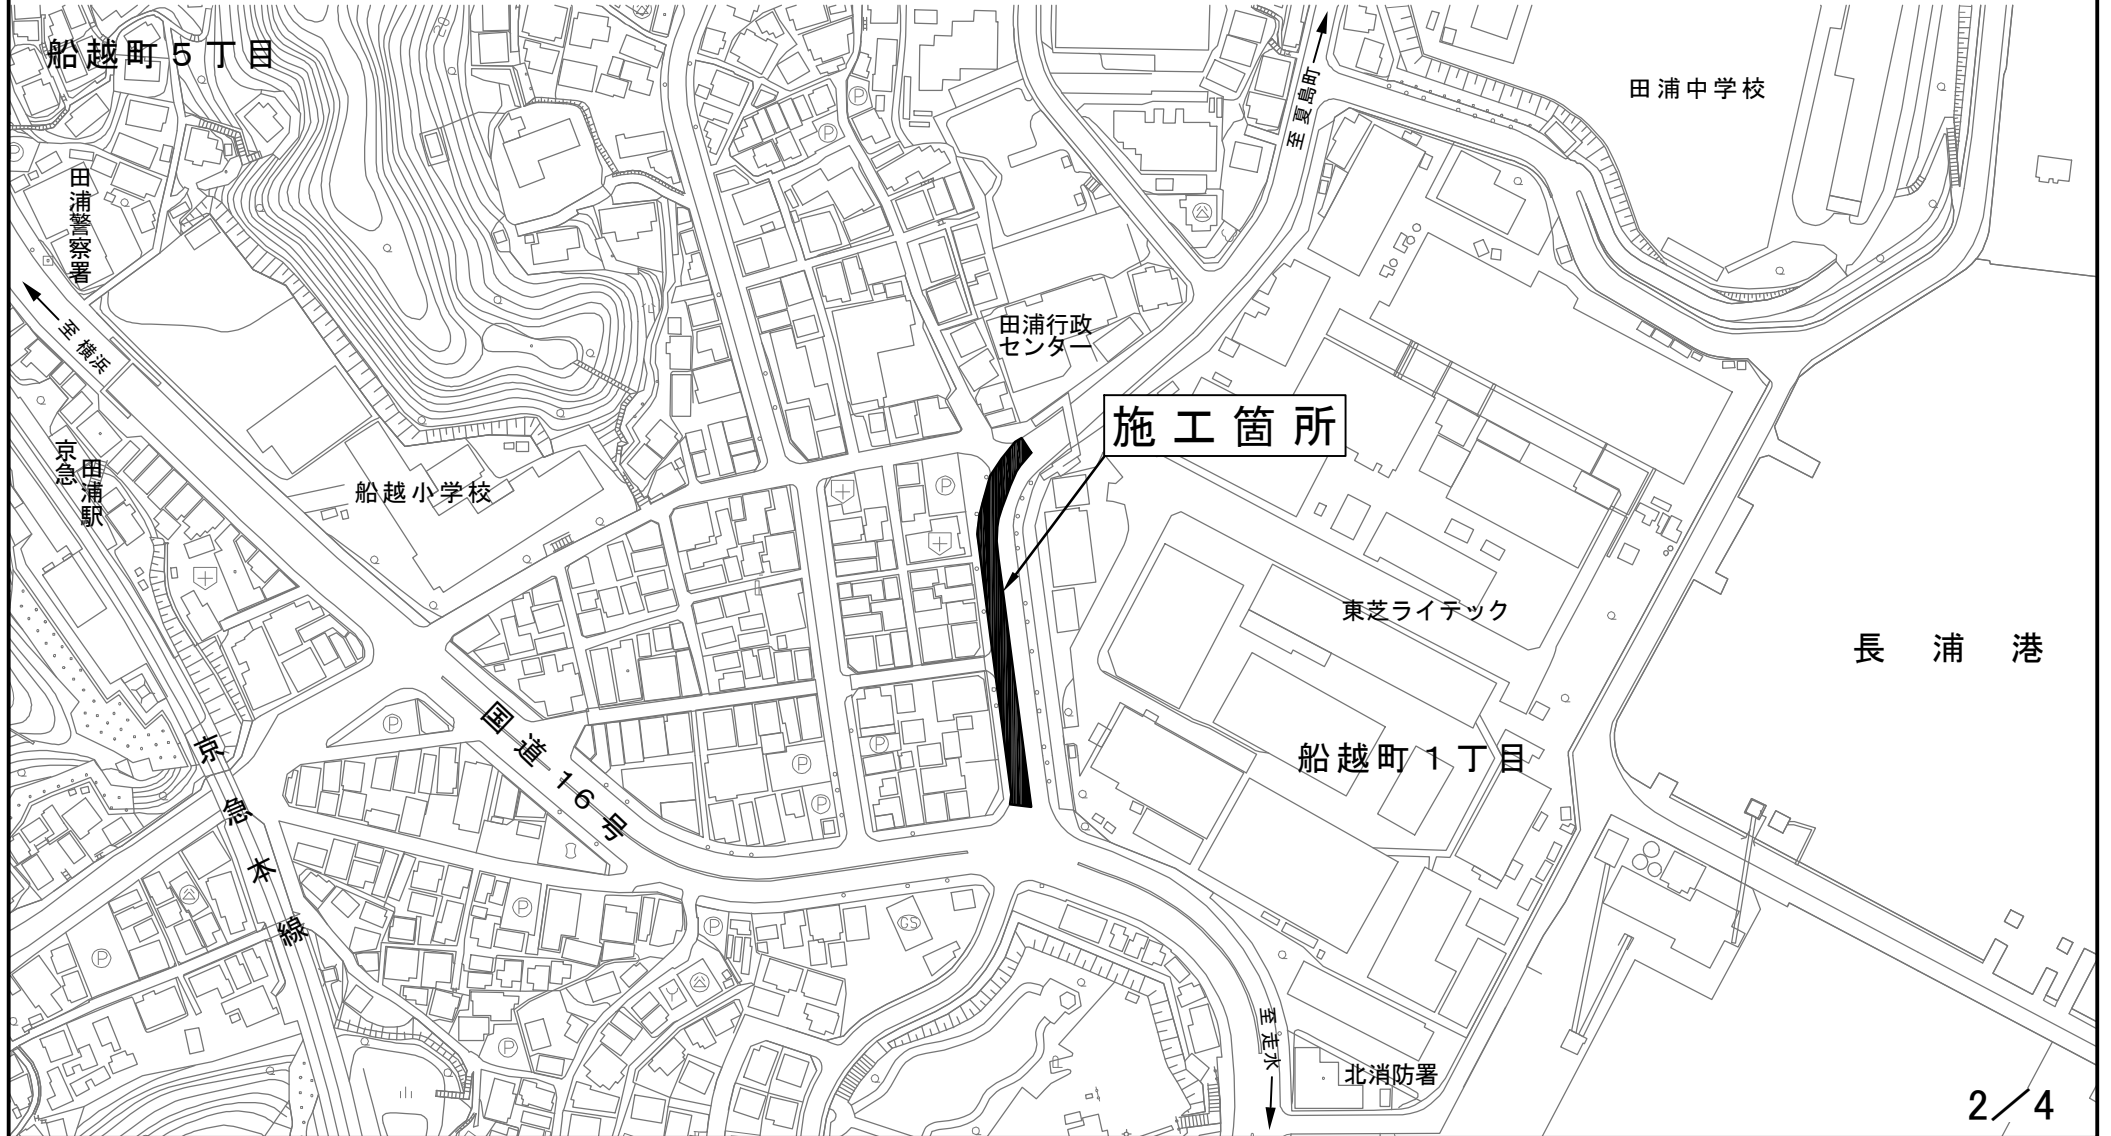 船越町５丁目
田浦中学校
至 夏島町
田浦警察署
至 横浜
田浦行政
センター
施工箇所
京急
田浦駅
船越小学校
東芝ライテック
長浦港
国道16号
船越町１丁目
京急本線
GS
至 走水
北消防署
2／4